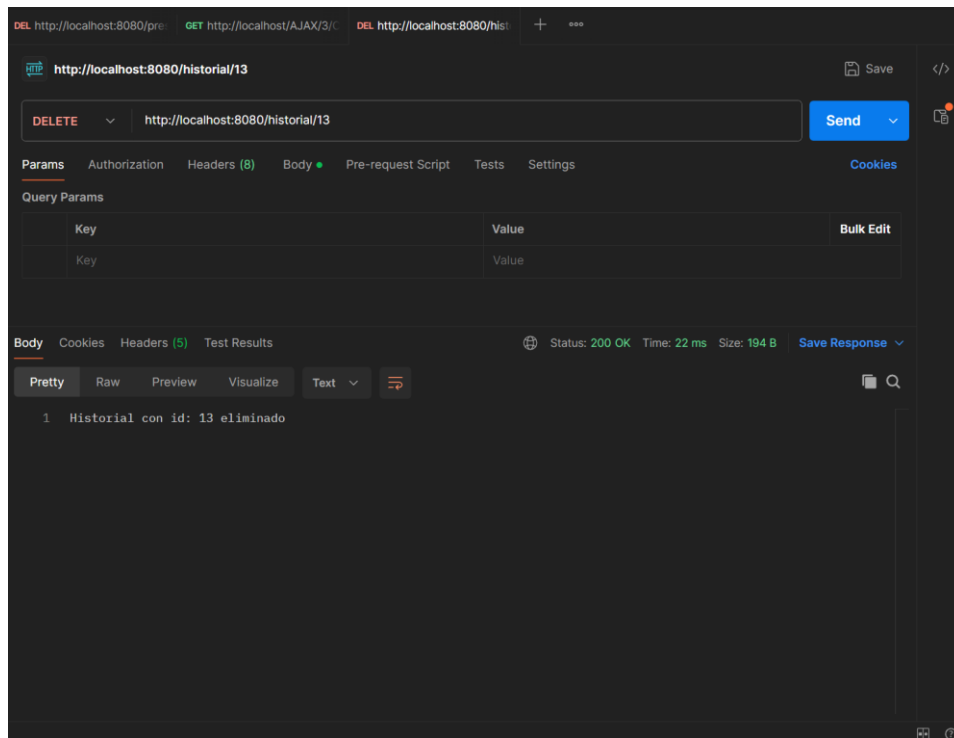 DEL http://localhost:8080/pre GET http://localhost/AJAX/3/C DEL http://localhost:8080/hist
HTTP http://localhost:8080/historial/13 Save
DELETE http://localhost:8080/historial/13 Send
Params Authorization Headers (8) Body Pre-request Script Tests Settings Cookies
Query Params
Key Value Bulk Edit
Key Value
Body Cookies Headers (5) Test Results Status: 200 OK Time: 22 ms Size: 194 B Save Response
Pretty Raw Preview Visualize Text
1 Historial con id: 13 eliminado